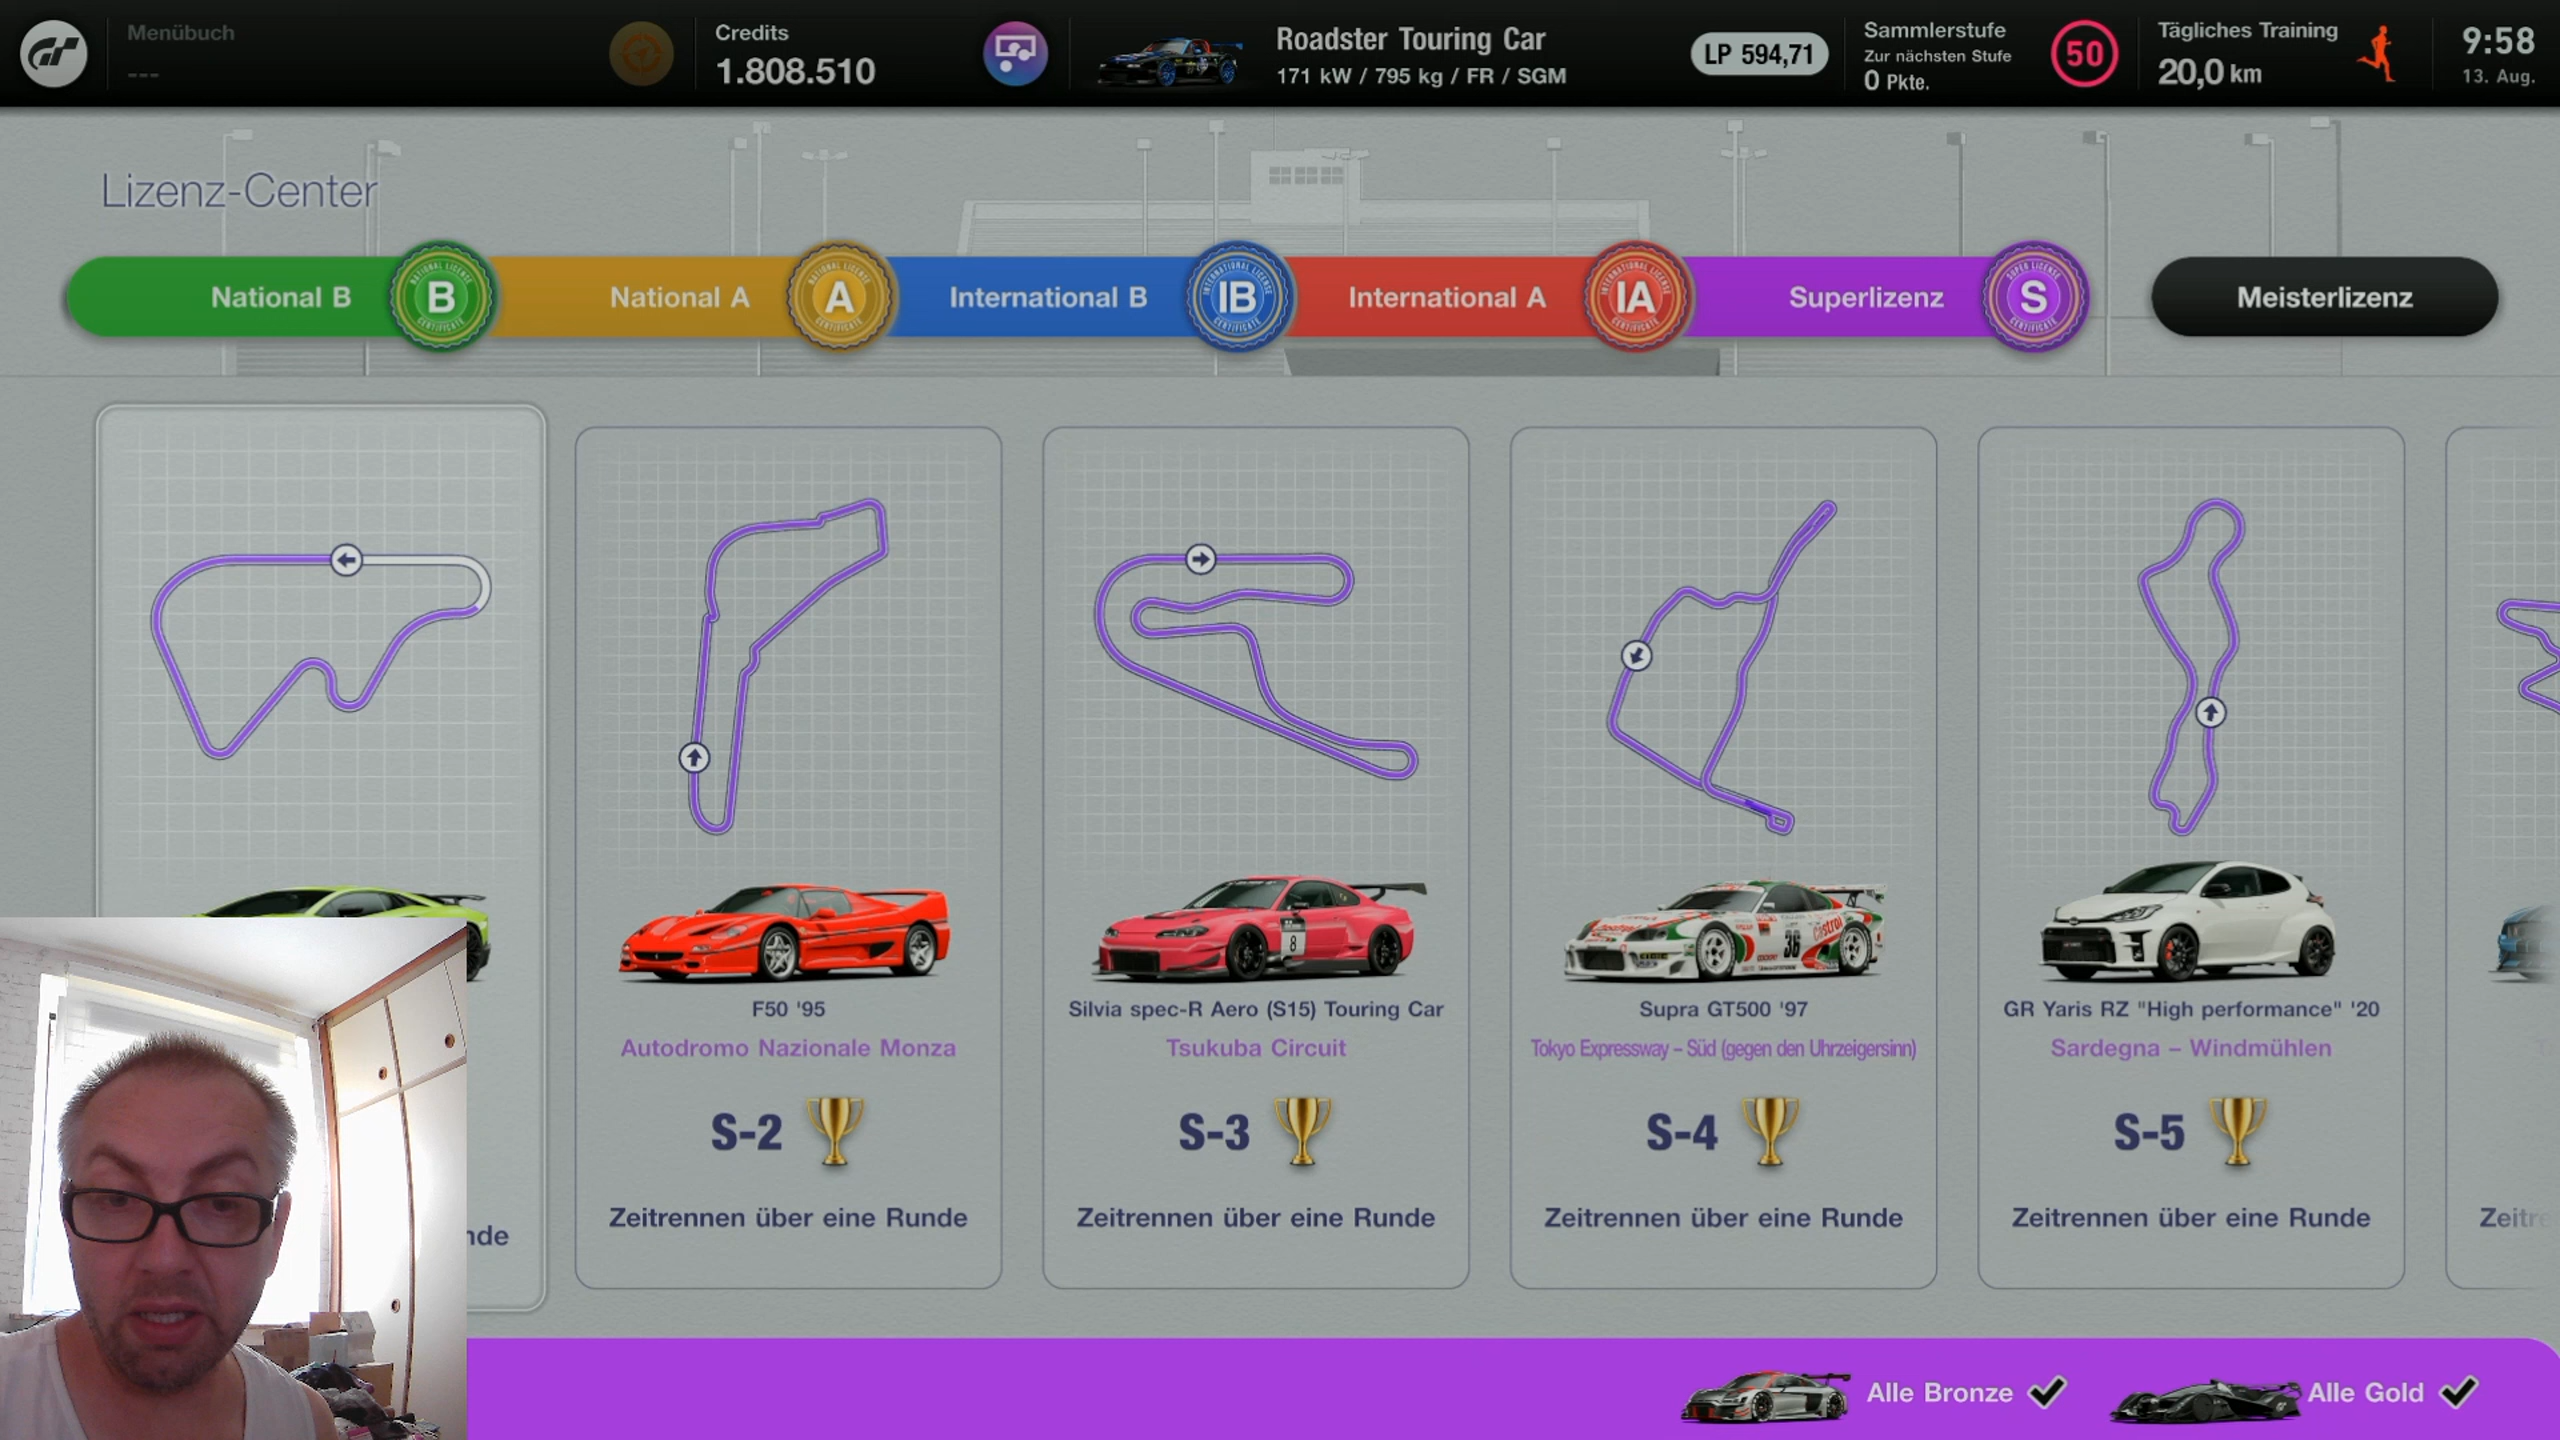 Menübuch
---
Credits
1.808.510
Roadster Touring Car
171 kW / 795 kg / FR / SGM
LP 594,71
Sammlerstufe
Zur nächsten Stufe
0 Pkte.
50
Tägliches Training
20,0 km
9:58
13. Aug.
Lizenz-Center
National B
B
National A
A
International B
IB
International A
IA
Superlizenz
S
Meisterlizenz
nde
F50 '95
Autodromo Nazionale Monza
S-2
Zeitrennen über eine Runde
Silvia spec-R Aero (S15) Touring Car
Tsukuba Circuit
S-3
Zeitrennen über eine Runde
Supra GT500 '97
Tokyo Expressway – Süd (gegen den Uhrzeigersinn)
S-4
Zeitrennen über eine Runde
GR Yaris RZ "High performance" '20
Sardegna – Windmühlen
S-5
Zeitrennen über eine Runde
Zeitre
Alle Bronze
Alle Gold